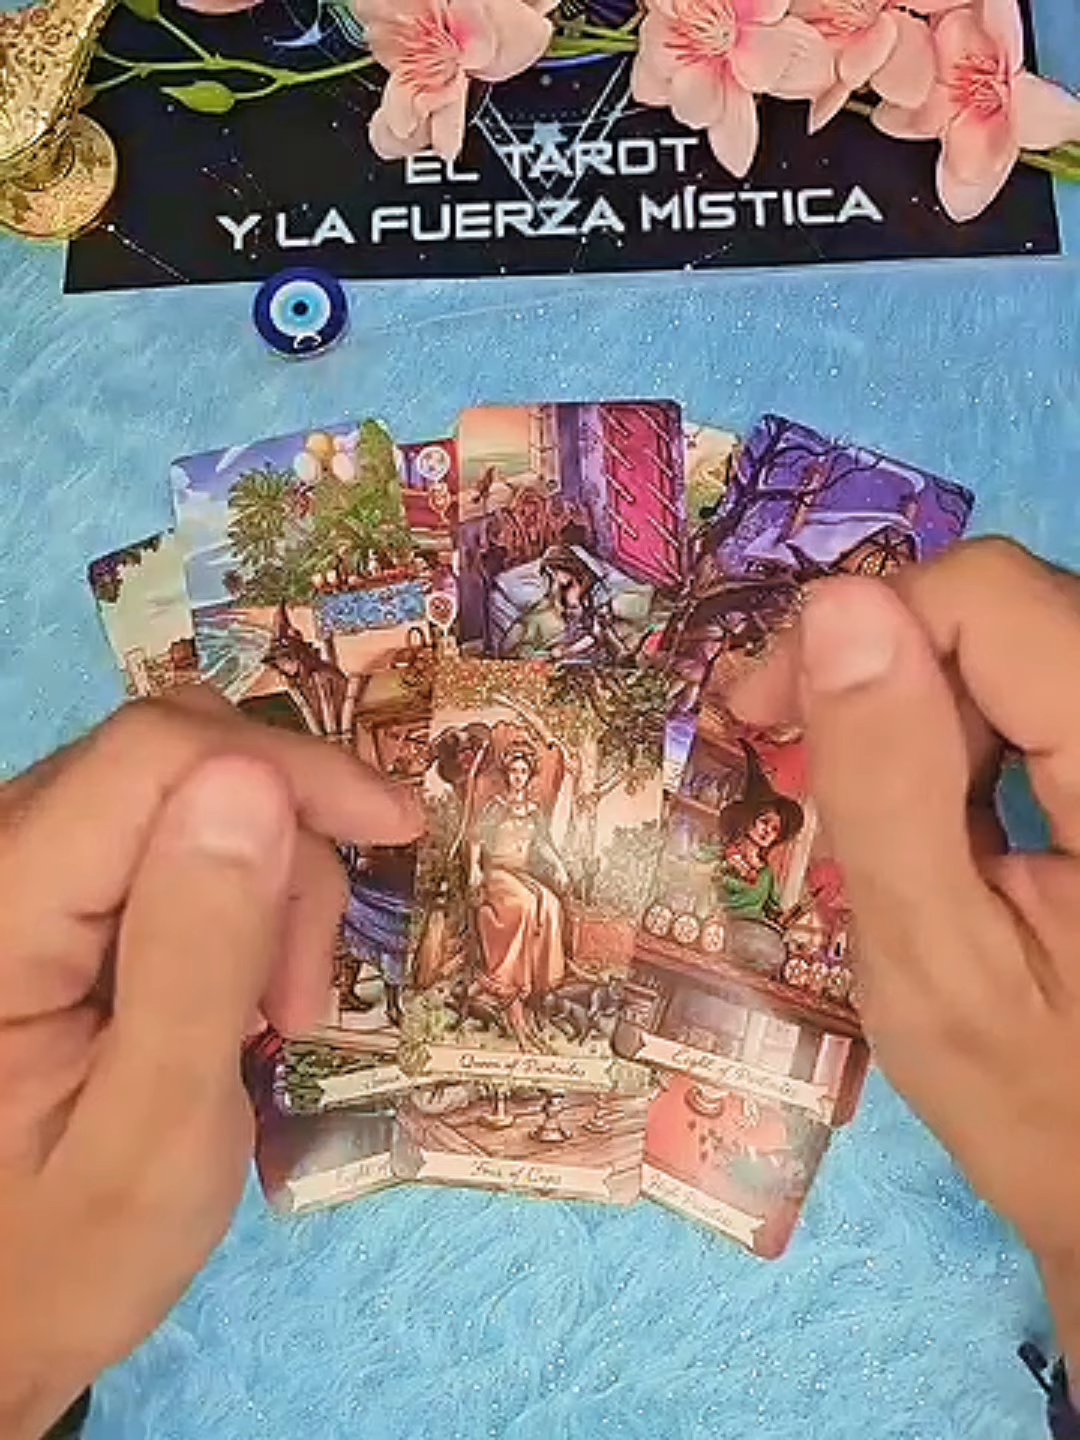 EL TAROT
Y LA FUERZA MÍSTICA
Queen of Pentacles
Eight of Pentacles
Four of Cups